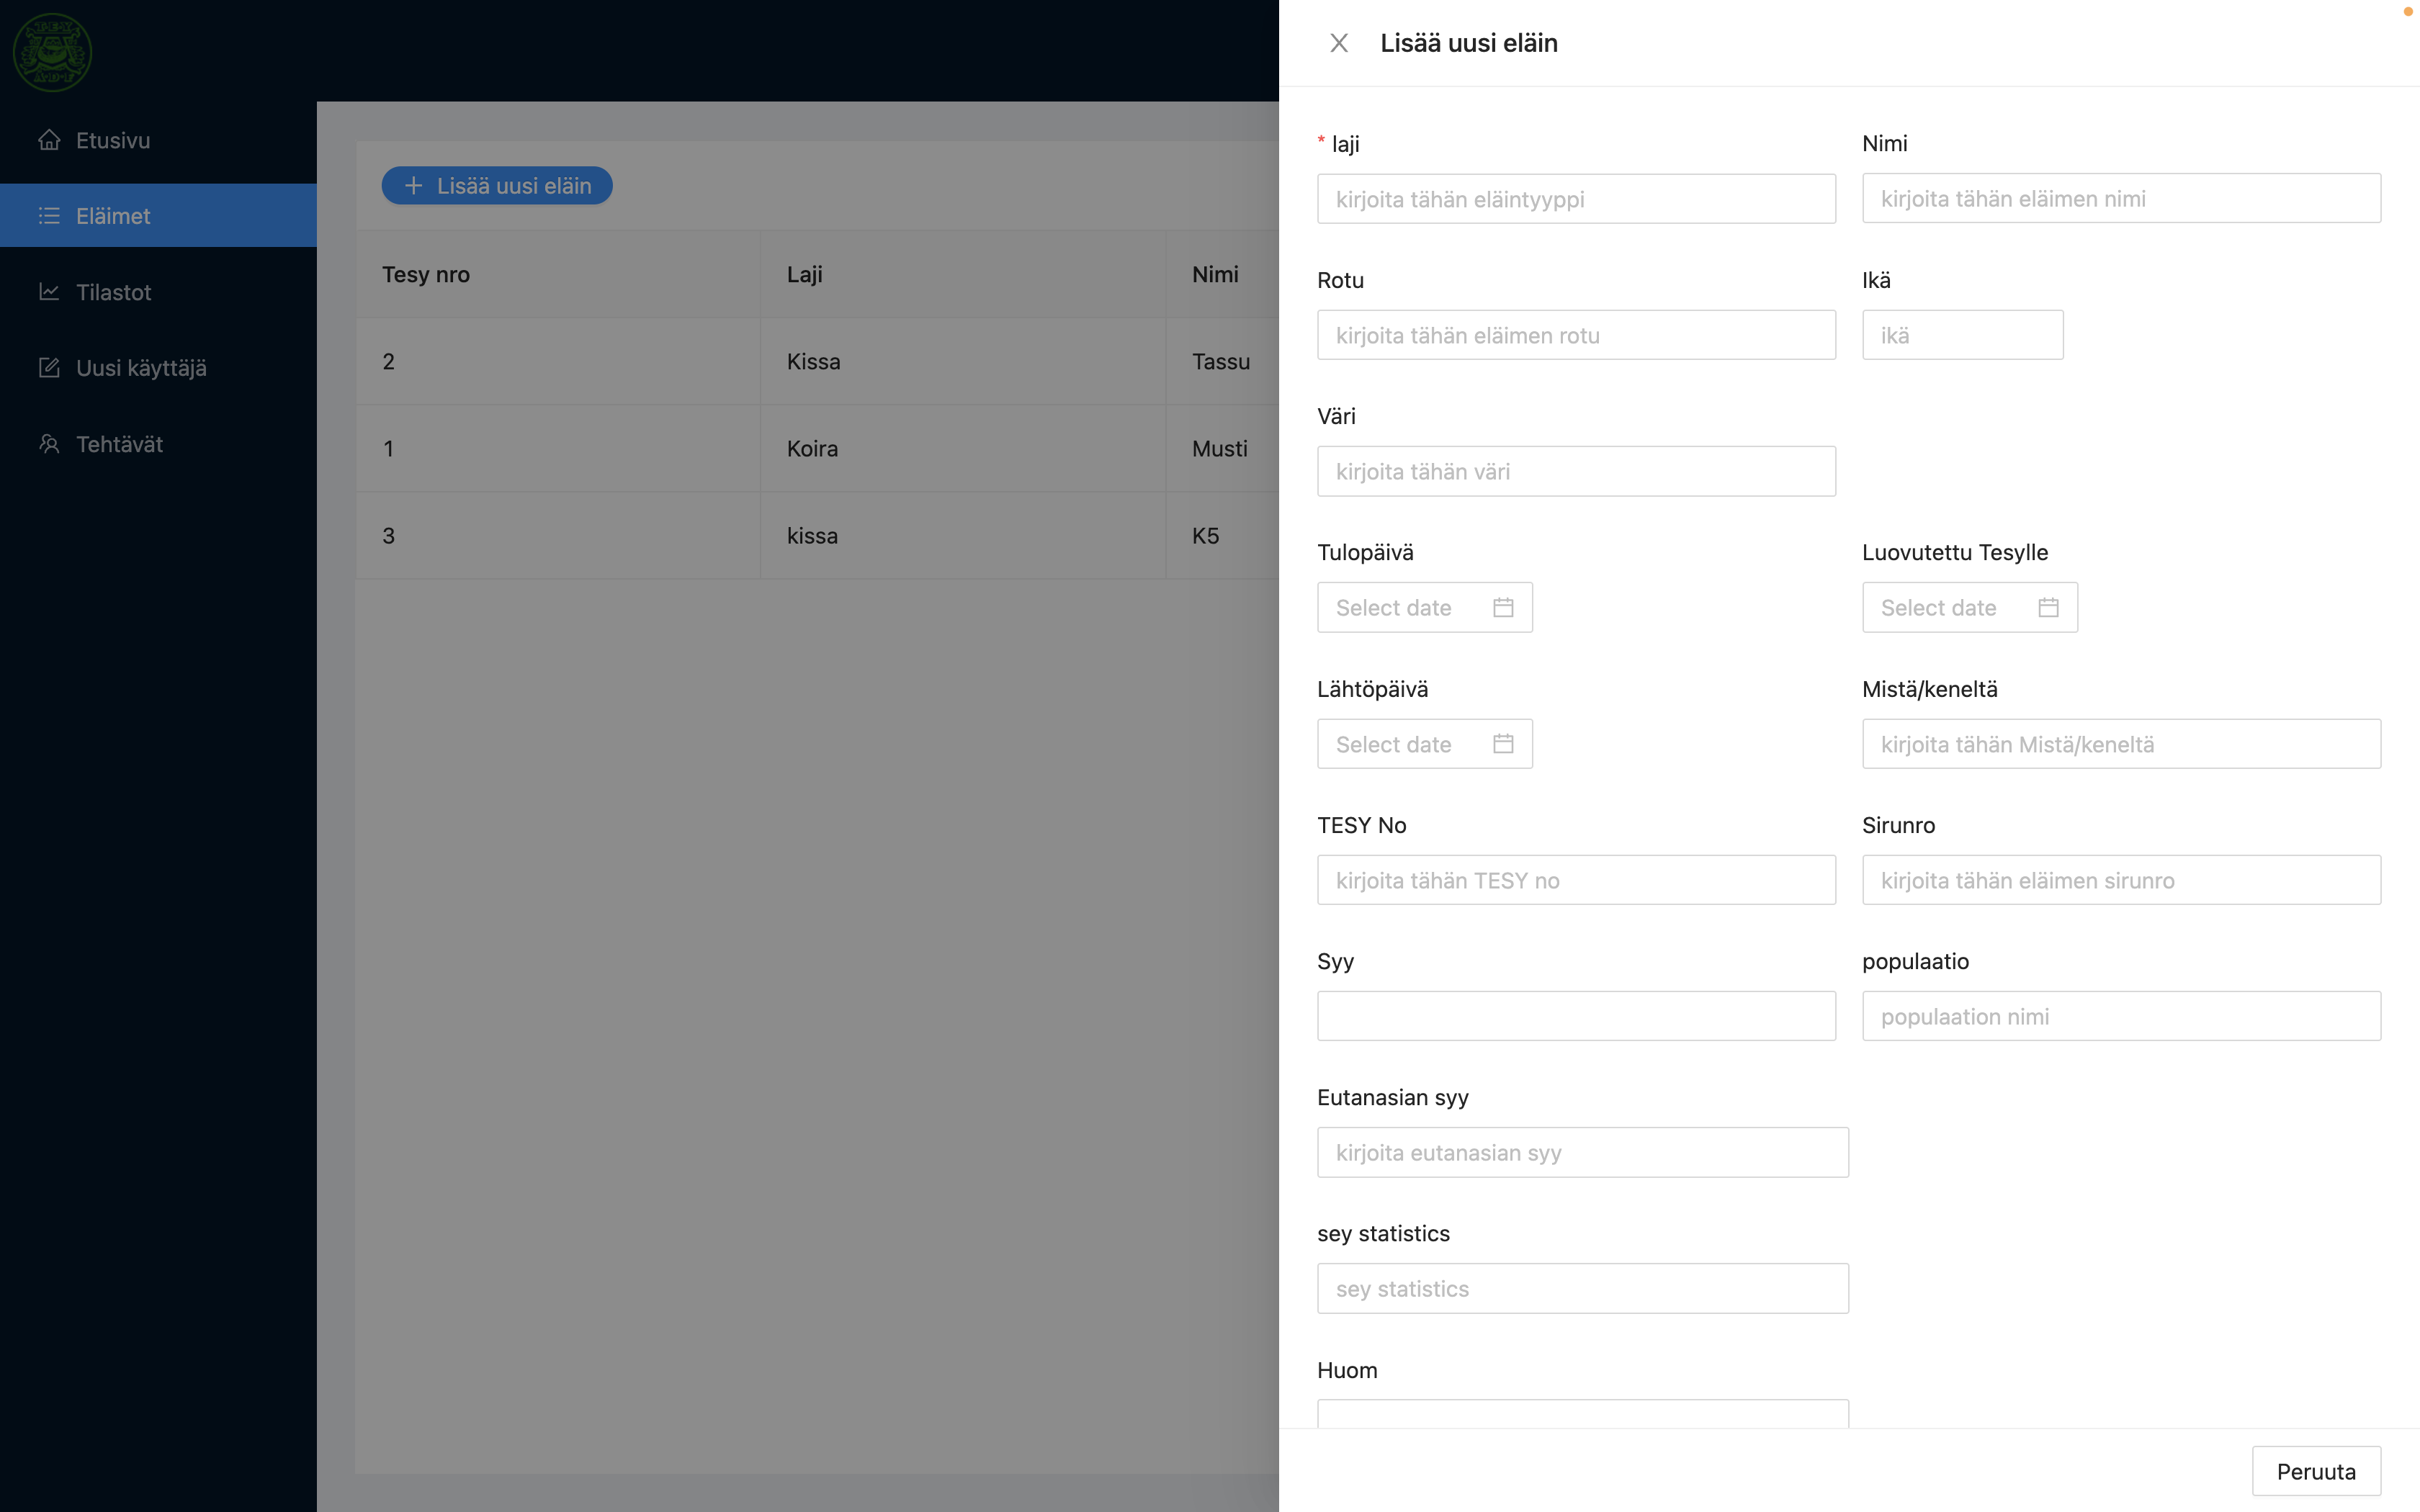 T·E·Y
A·D·F
Etusivu
Eläimet
Tilastot
Uusi käyttäjä
Tehtävät
Lisää uusi eläin
Tesy nro Laji Nimi
2 Kissa Tassu
1 Koira Musti
3 kissa K5
Lisää uusi eläin
* laji Nimi
kirjoita tähän eläintyyppi kirjoita tähän eläimen nimi
Rotu Ikä
kirjoita tähän eläimen rotu ikä
Väri
kirjoita tähän väri
Tulopäivä Luovutettu Tesylle
Select date Select date
Lähtöpäivä Mistä/keneltä
Select date kirjoita tähän Mistä/keneltä
TESY No Sirunro
kirjoita tähän TESY no kirjoita tähän eläimen sirunro
Syy populaatio
populaation nimi
Eutanasian syy
kirjoita eutanasian syy
sey statistics
sey statistics
Huom
Peruuta